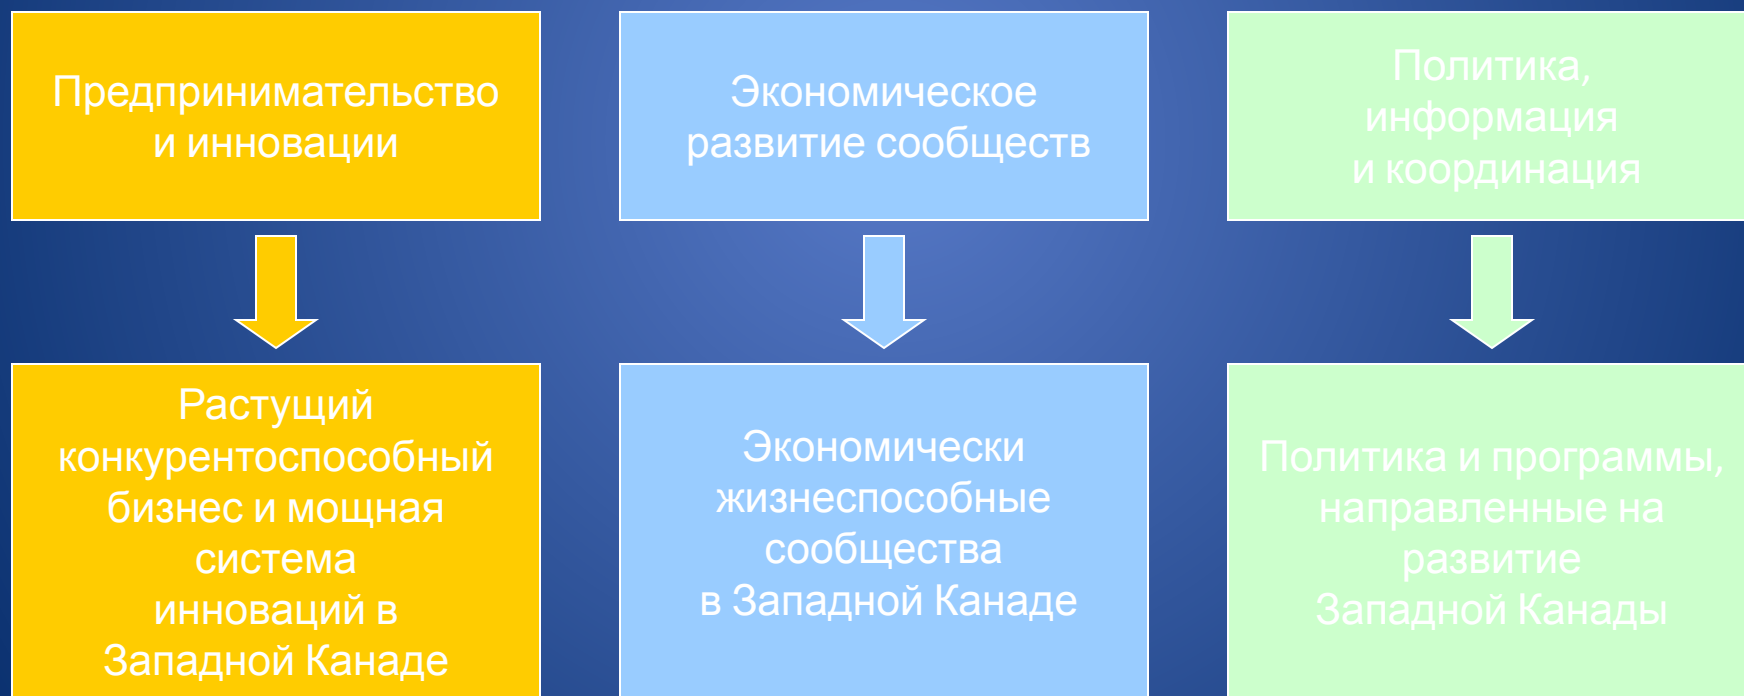 Предпринимательство
и инновации
Экономическое
развитие сообществ
Политика,
информация
и координация
Растущий
конкурентоспособный
бизнес и мощная
система
инноваций в
Западной Канаде
Экономически
жизнеспособные
сообщества
в Западной Канаде
Политика и программы,
направленные на
развитие
Западной Канады